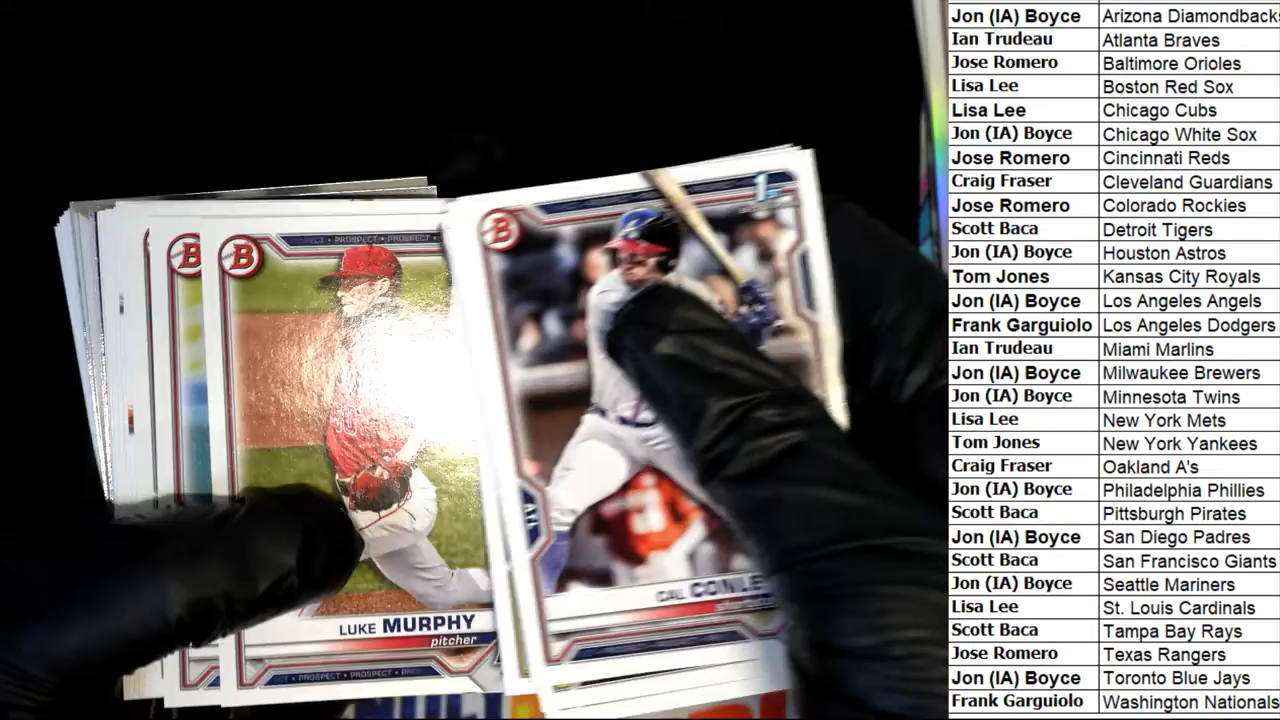 Jon (IA) Boyce Arizona Diamondbacks
Ian Trudeau Atlanta Braves
Jose Romero Baltimore Orioles
Lisa Lee Boston Red Sox
Lisa Lee Chicago Cubs
Jon (IA) Boyce Chicago White Sox
Jose Romero Cincinnati Reds
Craig Fraser Cleveland Guardians
Jose Romero Colorado Rockies
Scott Baca Detroit Tigers
Jon (IA) Boyce Houston Astros
Tom Jones Kansas City Royals
Jon (IA) Boyce Los Angeles Angels
Frank Garguiolo Los Angeles Dodgers
Ian Trudeau Miami Marlins
Jon (IA) Boyce Milwaukee Brewers
Jon (IA) Boyce Minnesota Twins
Lisa Lee New York Mets
Tom Jones New York Yankees
Craig Fraser Oakland A's
Jon (IA) Boyce Philadelphia Phillies
Scott Baca Pittsburgh Pirates
Jon (IA) Boyce San Diego Padres
Scott Baca San Francisco Giants
Jon (IA) Boyce Seattle Mariners
Lisa Lee St. Louis Cardinals
Scott Baca Tampa Bay Rays
Jose Romero Texas Rangers
Jon (IA) Boyce Toronto Blue Jays
Frank Garguiolo Washington Nationals
B
B
PROSPECT • PROSPECT
LUKE MURPHY
pitcher
• PROSPECT • PROSPECT •
B
1st
CAL CONLE